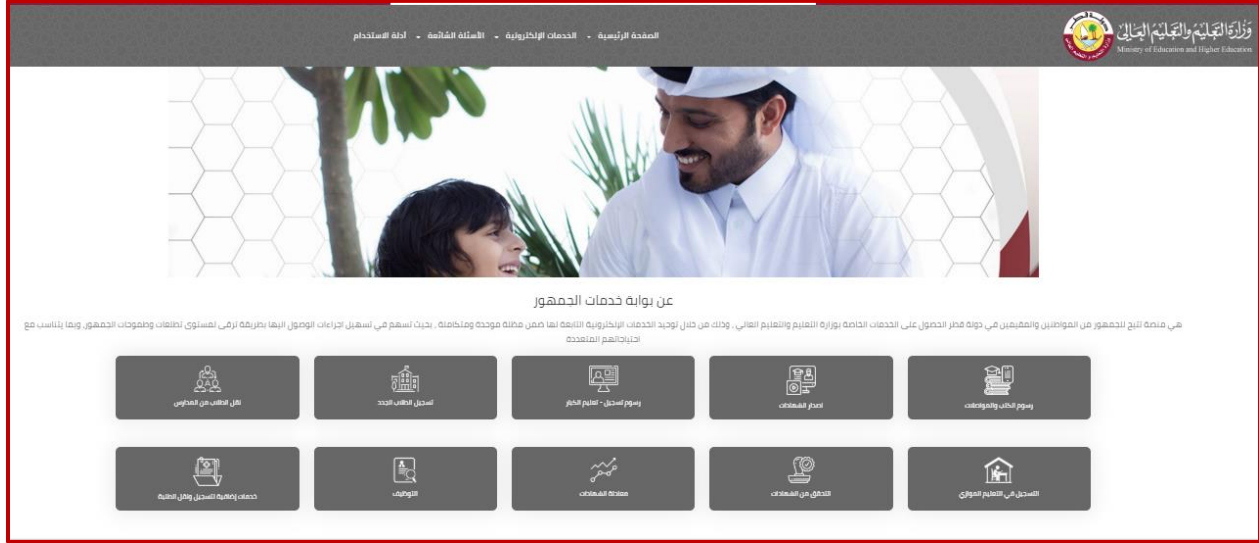 وزارة التعليم والتعليم العالي
Ministry of Education and Higher Education
الصفحة الرئيسية - الخدمات الإلكترونية - الأسئلة الشائعة - أدلة الاستخدام
عن بوابة خدمات الجمهور
هي منصة تتيح للجمهور من المواطنين والمقيمين في دولة قطر الحصول على الخدمات الخاصة بوزارة التعليم والتعليم العالي , وذلك من خلال توحيد الخدمات الإلكترونية التابعة لها ضمن مظلة موحدة ومتكاملة , بحيث تسهم في تسهيل اجراءات الوصول اليها بطريقة ترقى لمستوى تطلعات وطموحات الجمهور, وبما يتناسب مع
احتياجاتهم المتعددة
رسوم الكتب والمواصلات
اصدار الشهادات
رسوم تسجيل - تعليم الكبار
تسجيل الطلاب الجدد
نقل الطلاب من المدارس
التسجيل في التعليم الموازي
التحقق من الشهادات
معادلة الشهادات
التوظيف
خدمات إضافية لتسجيل ونقل الطلبة